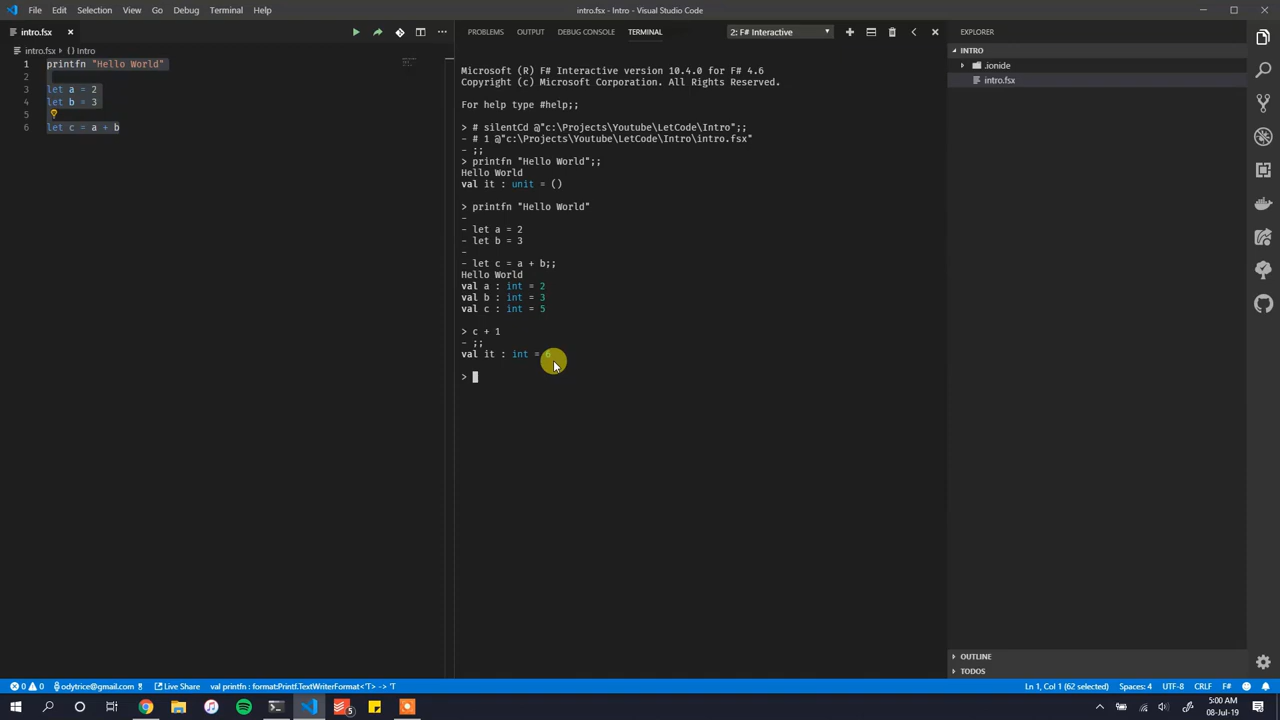 File Edit Selection View Go Debug Terminal Help
intro.fsx - Intro - Visual Studio Code
intro.fsx
intro.fsx › {} Intro
1 printfn "Hello World"
2
3 let a = 2
4 let b = 3
5
6 let c = a + b
PROBLEMS OUTPUT DEBUG CONSOLE TERMINAL
2: F# Interactive
Microsoft (R) F# Interactive version 10.4.0 for F# 4.6
Copyright (c) Microsoft Corporation. All Rights Reserved.
For help type #help;;
> # silentCd @"c:\Projects\Youtube\LetCode\Intro";;
- # 1 @"c:\Projects\Youtube\LetCode\Intro\intro.fsx"
- ;;
> printfn "Hello World";;
Hello World
val it : unit = ()
> printfn "Hello World"
-
- let a = 2
- let b = 3
-
- let c = a + b;;
Hello World
val a : int = 2
val b : int = 3
val c : int = 5
> c + 1
- ;;
val it : int = 6
>
EXPLORER
INTRO
.ionide
intro.fsx
OUTLINE
TODOS
0 0 odytrice@gmail.com Live Share val printfn : format:Printf.TextWriterFormat<'T> -> 'T
Ln 1, Col 1 (62 selected) Spaces: 4 UTF-8 CRLF F#
5
5:00 AM
08-Jul-19